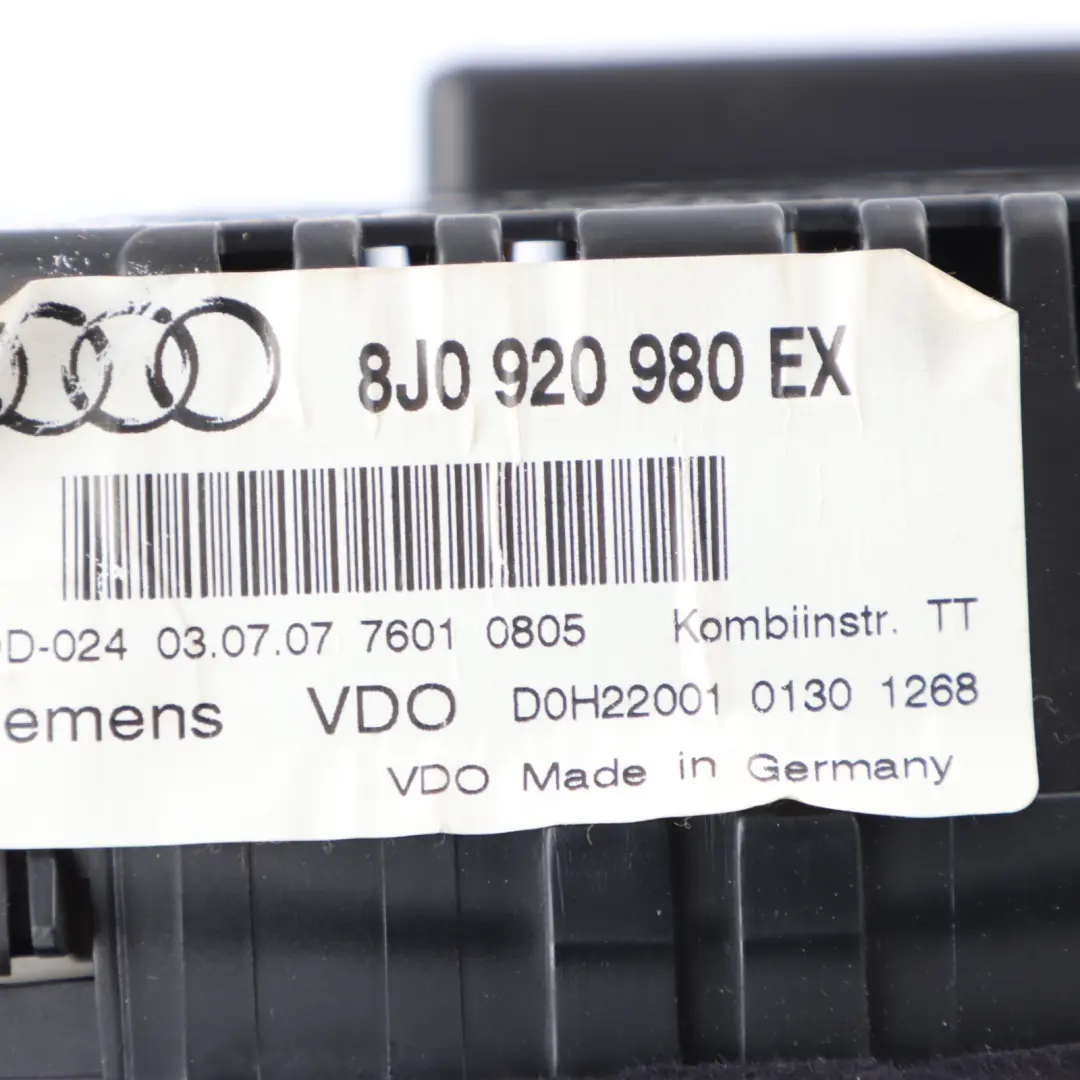 8J0 920 980 EX
D-024 03.07.07 7601 0805 Kombiinstr. TT
emens VDO D0H22001 0130 1268
VDO Made in Germany